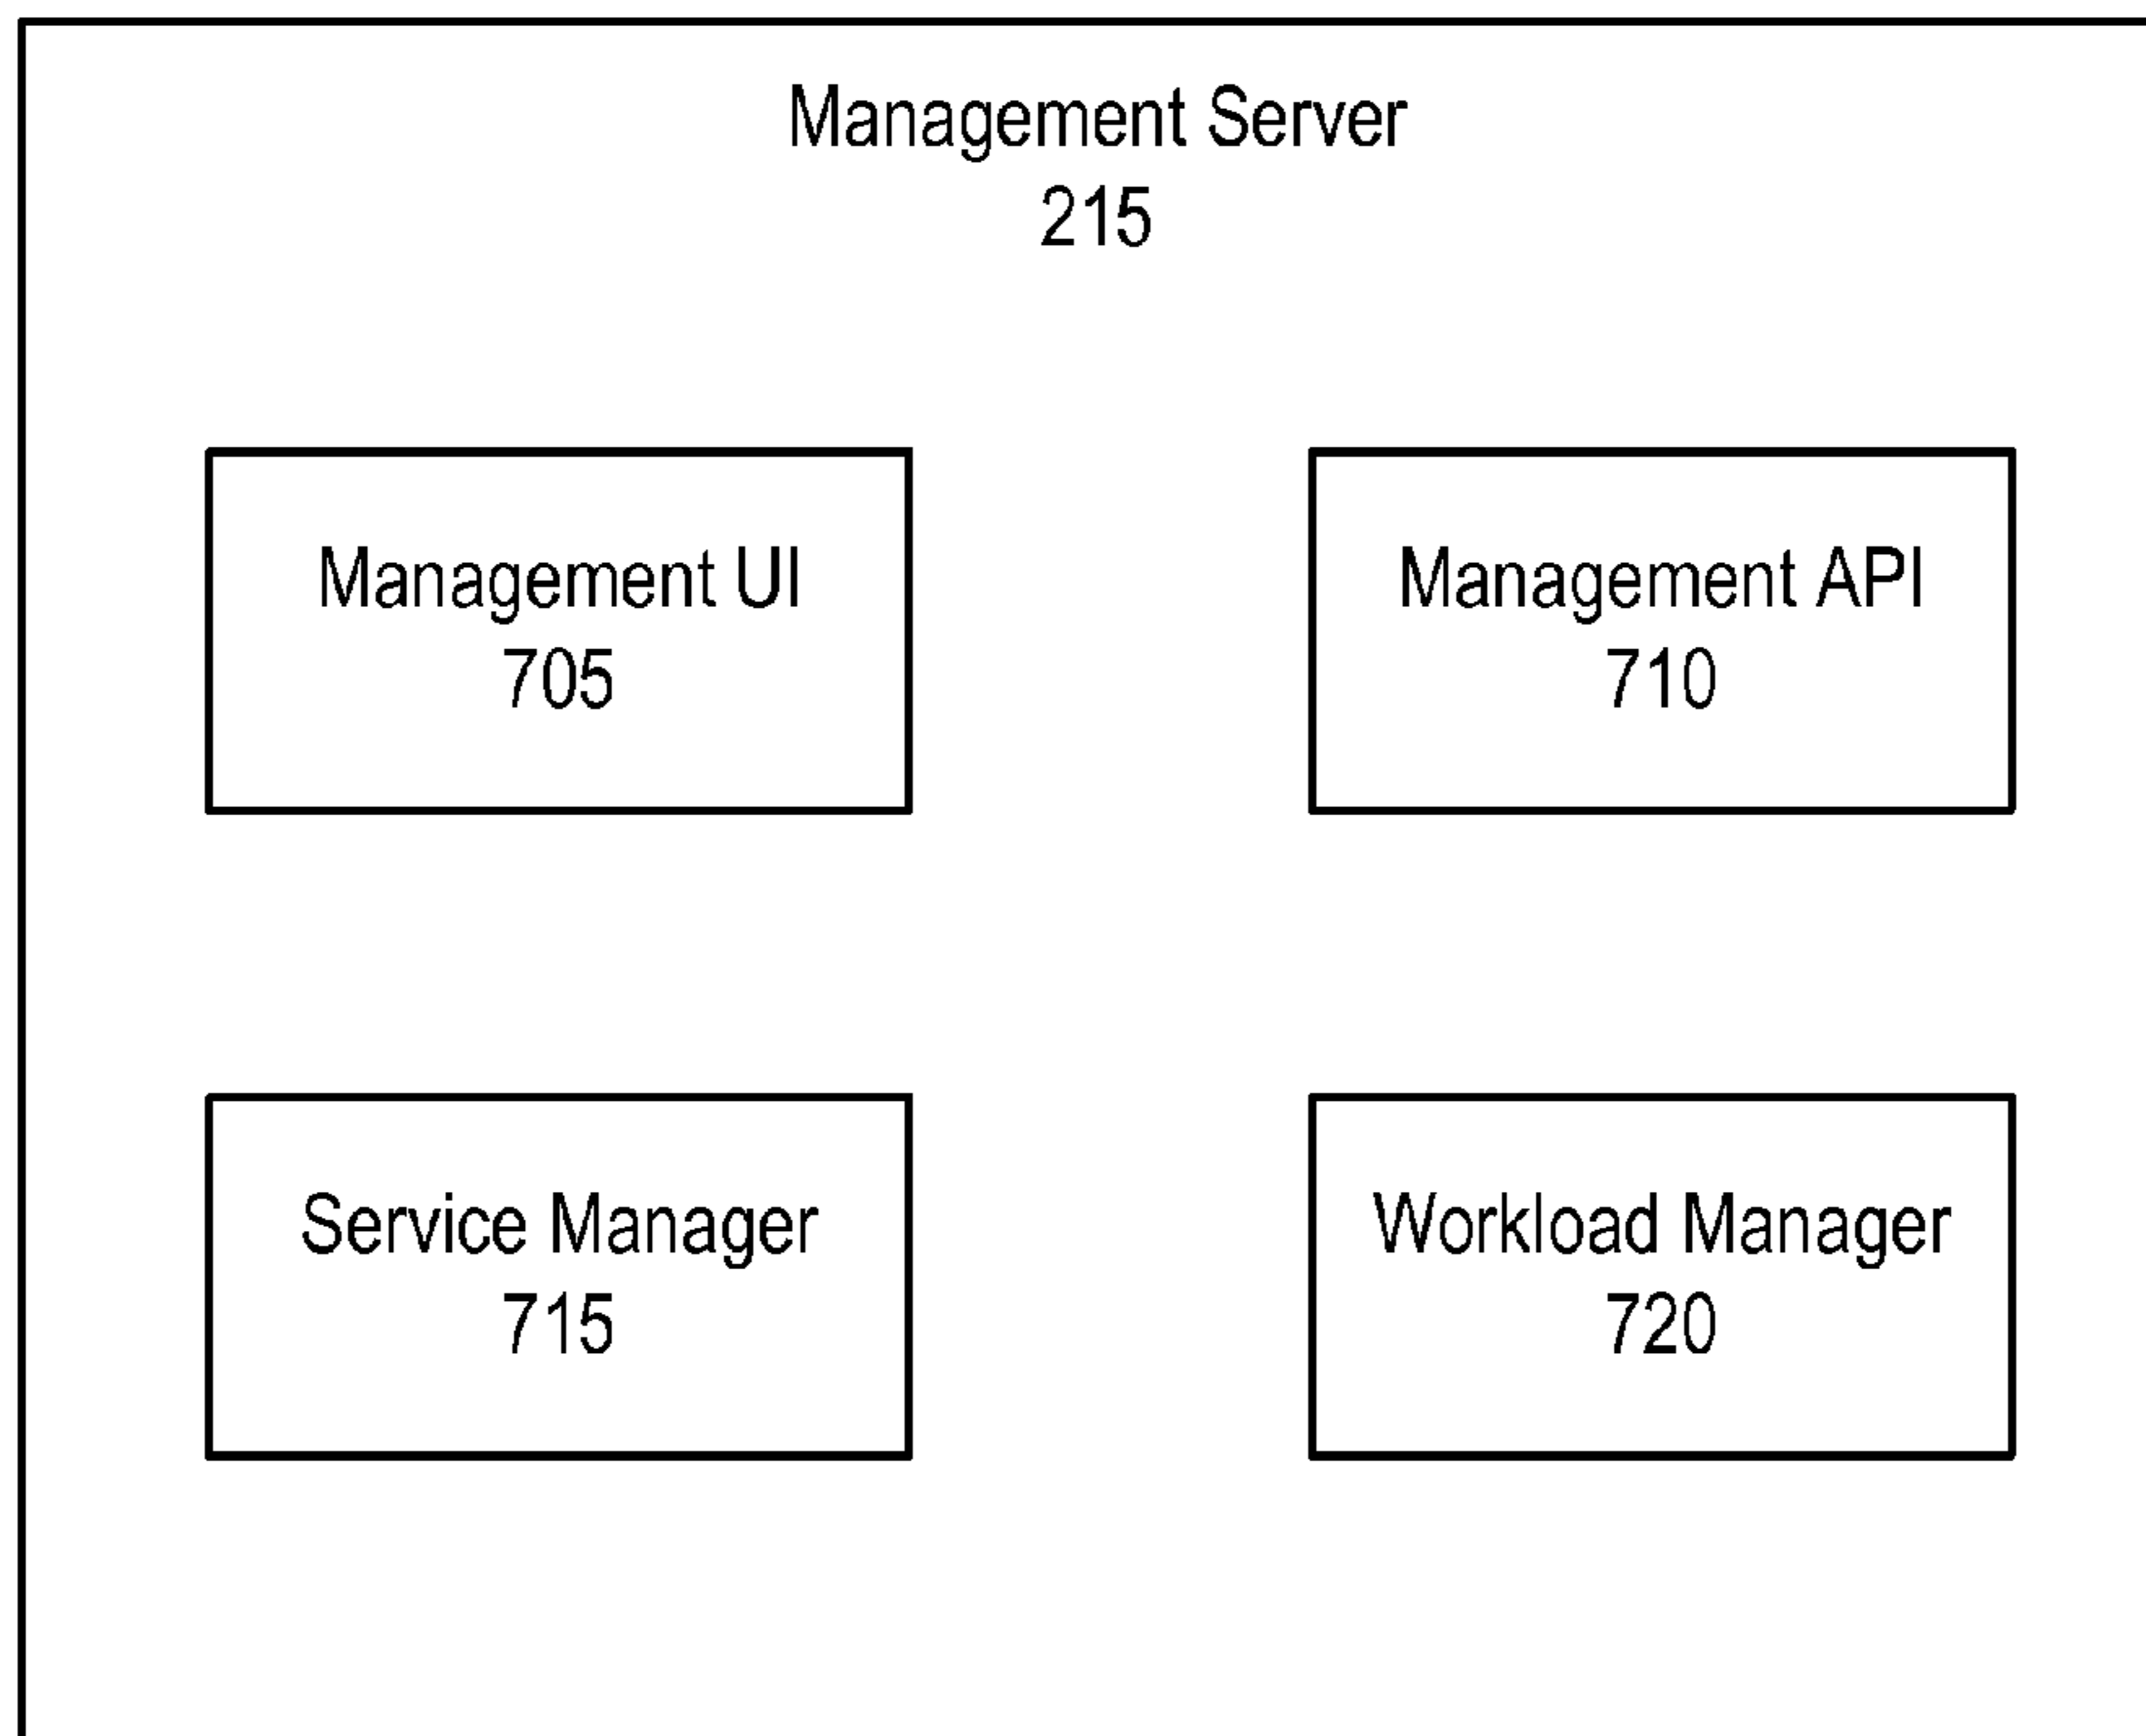 Management Server
215
Management UI
705
Management API
710
Service Manager
715
Workload Manager
720